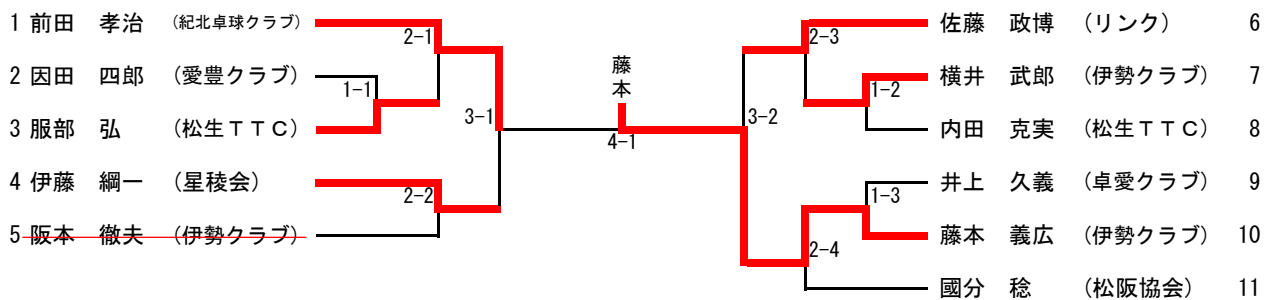 1 前田 孝治 (紀北卓球クラブ)
2 因田 四郎 (愛豊クラブ)
3 服部 弘 (松生TTC)
4 伊藤 綱一 (星稜会)
5 阪本 徹夫 (伊勢クラブ)
2-1
1-1
3-1
2-2
藤本
4-1
3-2
2-3
1-2
1-3
2-4
佐藤 政博 (リンク) 6
横井 武郎 (伊勢クラブ) 7
内田 克実 (松生TTC) 8
井上 久義 (卓愛クラブ) 9
藤本 義広 (伊勢クラブ) 10
國分 稔 (松阪協会) 11